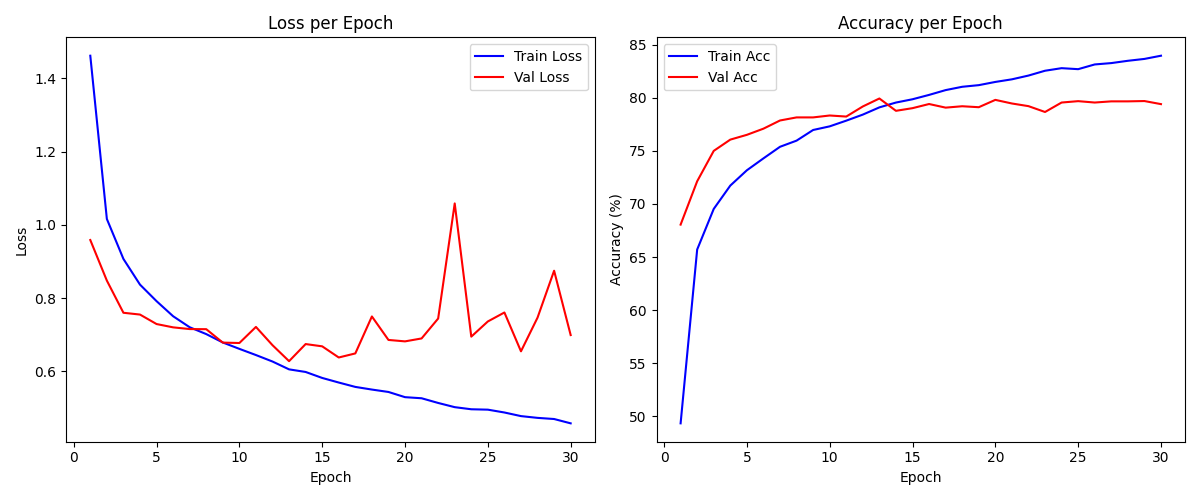 Loss per Epoch
Train Loss
Val Loss
Loss
1.4
1.2
1.0
0.8
0.6
0 5 10 15 20 25 30
Epoch
Accuracy per Epoch
Train Acc
Val Acc
Accuracy (%)
85
80
75
70
65
60
55
50
0 5 10 15 20 25 30
Epoch